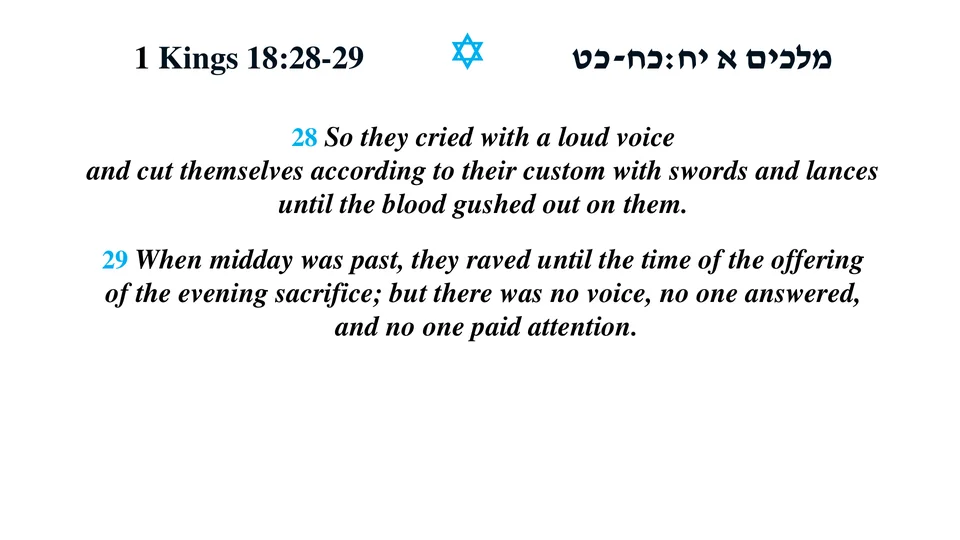 1 Kings 18:28-29 ✡ מלכים א יח:כח-כט
28 So they cried with a loud voice
and cut themselves according to their custom with swords and lances
until the blood gushed out on them.
29 When midday was past, they raved until the time of the offering
of the evening sacrifice; but there was no voice, no one answered,
and no one paid attention.